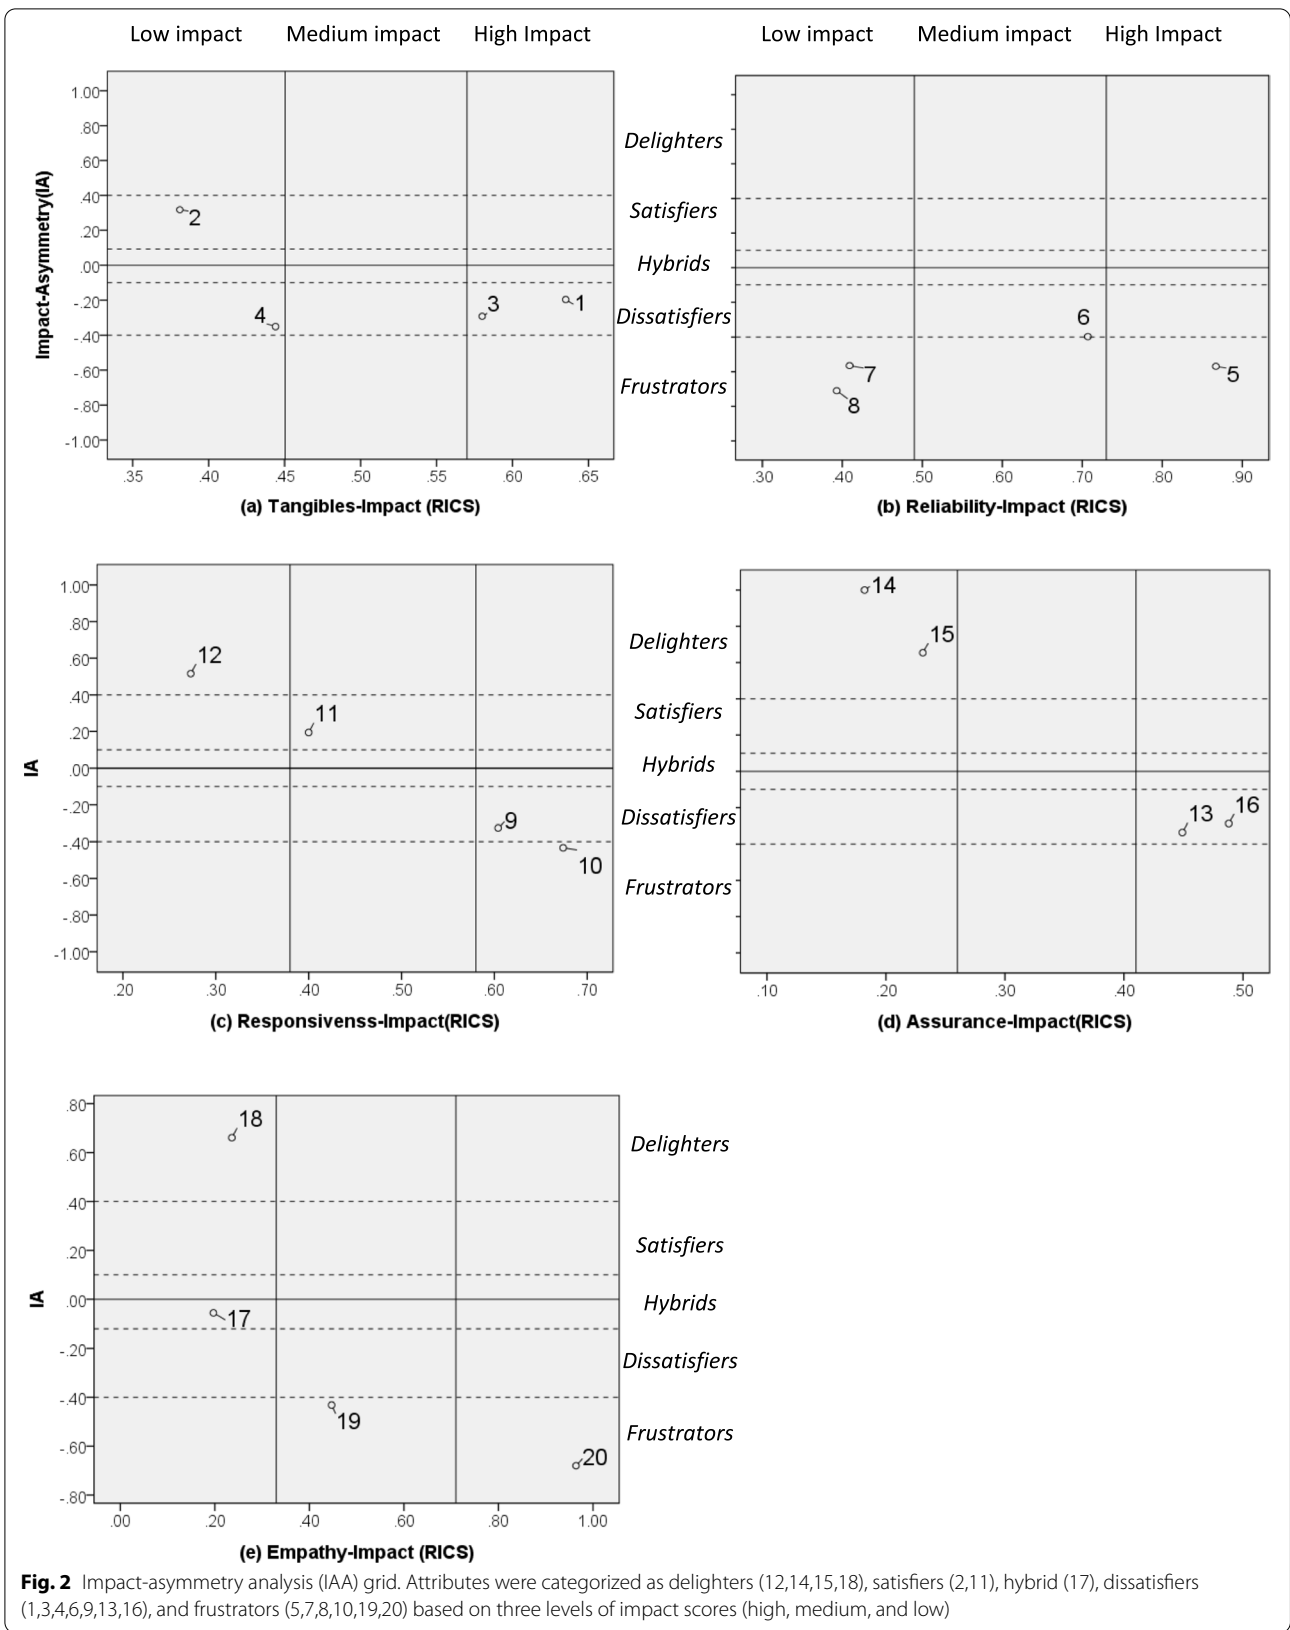 Low impact Medium impact High Impact Low impact Medium impact High Impact
1.00
.80
.60
.40
.20
.00
-.20
-.40
-.60
-.80
-1.00
Impact-Asymmetry(IA)
2
4
3
1
.35 .40 .45 .50 .55 .60 .65
(a) Tangibles-Impact (RICS)
Delighters
Satisfiers
Hybrids
Dissatisfiers
Frustrators
6
7
5
8
.30 .40 .50 .60 .70 .80 .90
(b) Reliability-Impact (RICS)
1.00
.80
.60
.40
.20
.00
-.20
-.40
-.60
-.80
-1.00
IA
12
11
9
10
.20 .30 .40 .50 .60 .70
(c) Responsivenss-Impact(RICS)
Delighters
Satisfiers
Hybrids
Dissatisfiers
Frustrators
14
15
13
16
.10 .20 .30 .40 .50
(d) Assurance-Impact(RICS)
.80
.60
.40
.20
.00
-.20
-.40
-.60
-.80
IA
18
17
19
20
.00 .20 .40 .60 .80 1.00
(e) Empathy-Impact (RICS)
Delighters
Satisfiers
Hybrids
Dissatisfiers
Frustrators
Fig. 2 Impact-asymmetry analysis (IAA) grid. Attributes were categorized as delighters (12,14,15,18), satisfiers (2,11), hybrid (17), dissatisfiers
(1,3,4,6,9,13,16), and frustrators (5,7,8,10,19,20) based on three levels of impact scores (high, medium, and low)